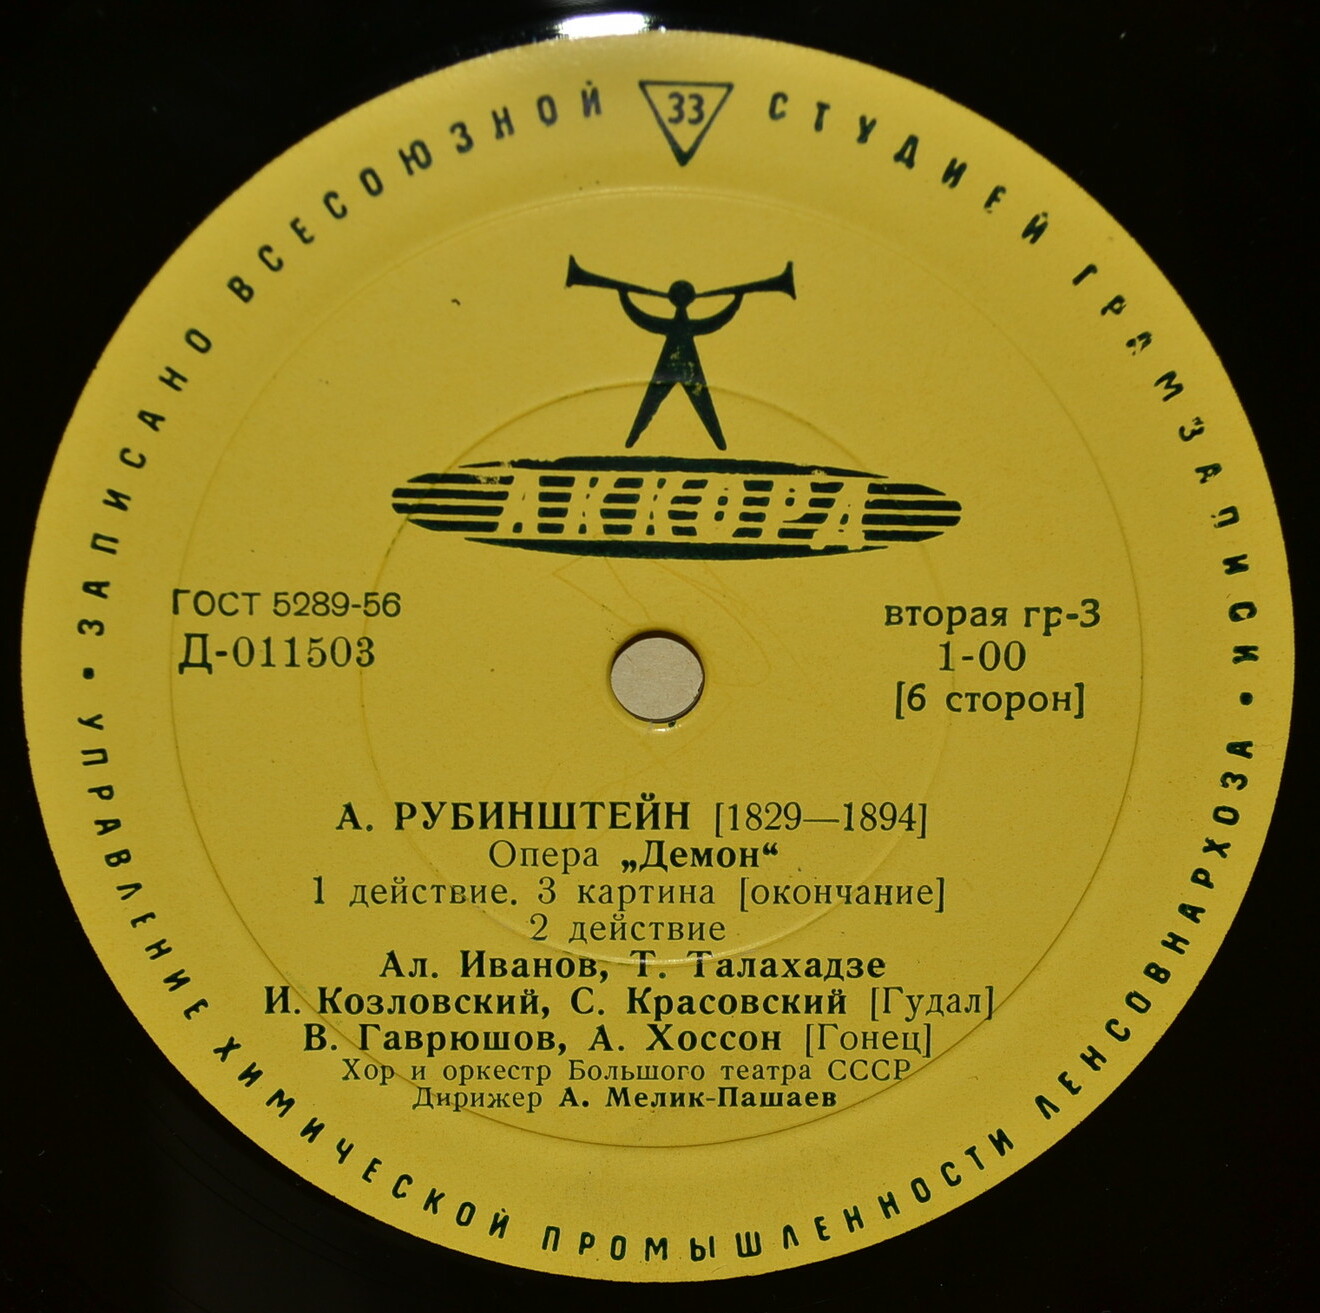 ЗАПИСАНО ВСЕСОЮЗНОЙ 33 СТУДИЕЙ ГРАМЗАПИСИ
АККОРД
ГОСТ 5289-56
Д-011503
вторая гр-3
1-00
[6 сторон]
А. РУБИНШТЕЙН [1829—1894]
Опера „Демон“
1 действие. 3 картина [окончание]
2 действие
Ал. Иванов, Т. Талахадзе
И. Козловский, С. Красовский [Гудал]
В. Гаврюшов, А. Хоссон [Гонец]
Хор и оркестр Большого театра СССР
Дирижер А. Мелик-Пашаев
• УПРАВЛЕНИЕ ХИМИЧЕСКОЙ ПРОМЫШЛЕННОСТИ ЛЕНСОВНАРХОЗА •